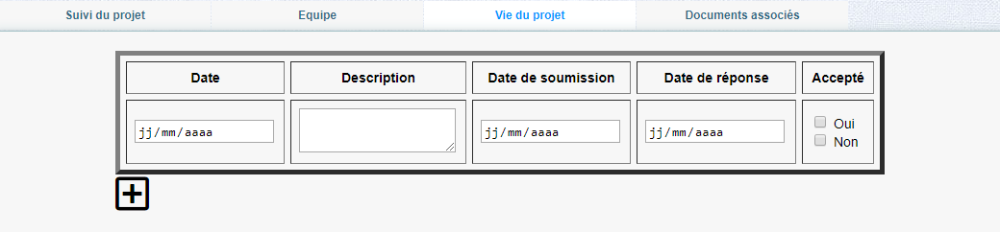 Suivi du projet Equipe Vie du projet Documents associés
Date Description Date de soumission Date de réponse Accepté
jj/mm/aaaa jj/mm/aaaa jj/mm/aaaa Oui
Non